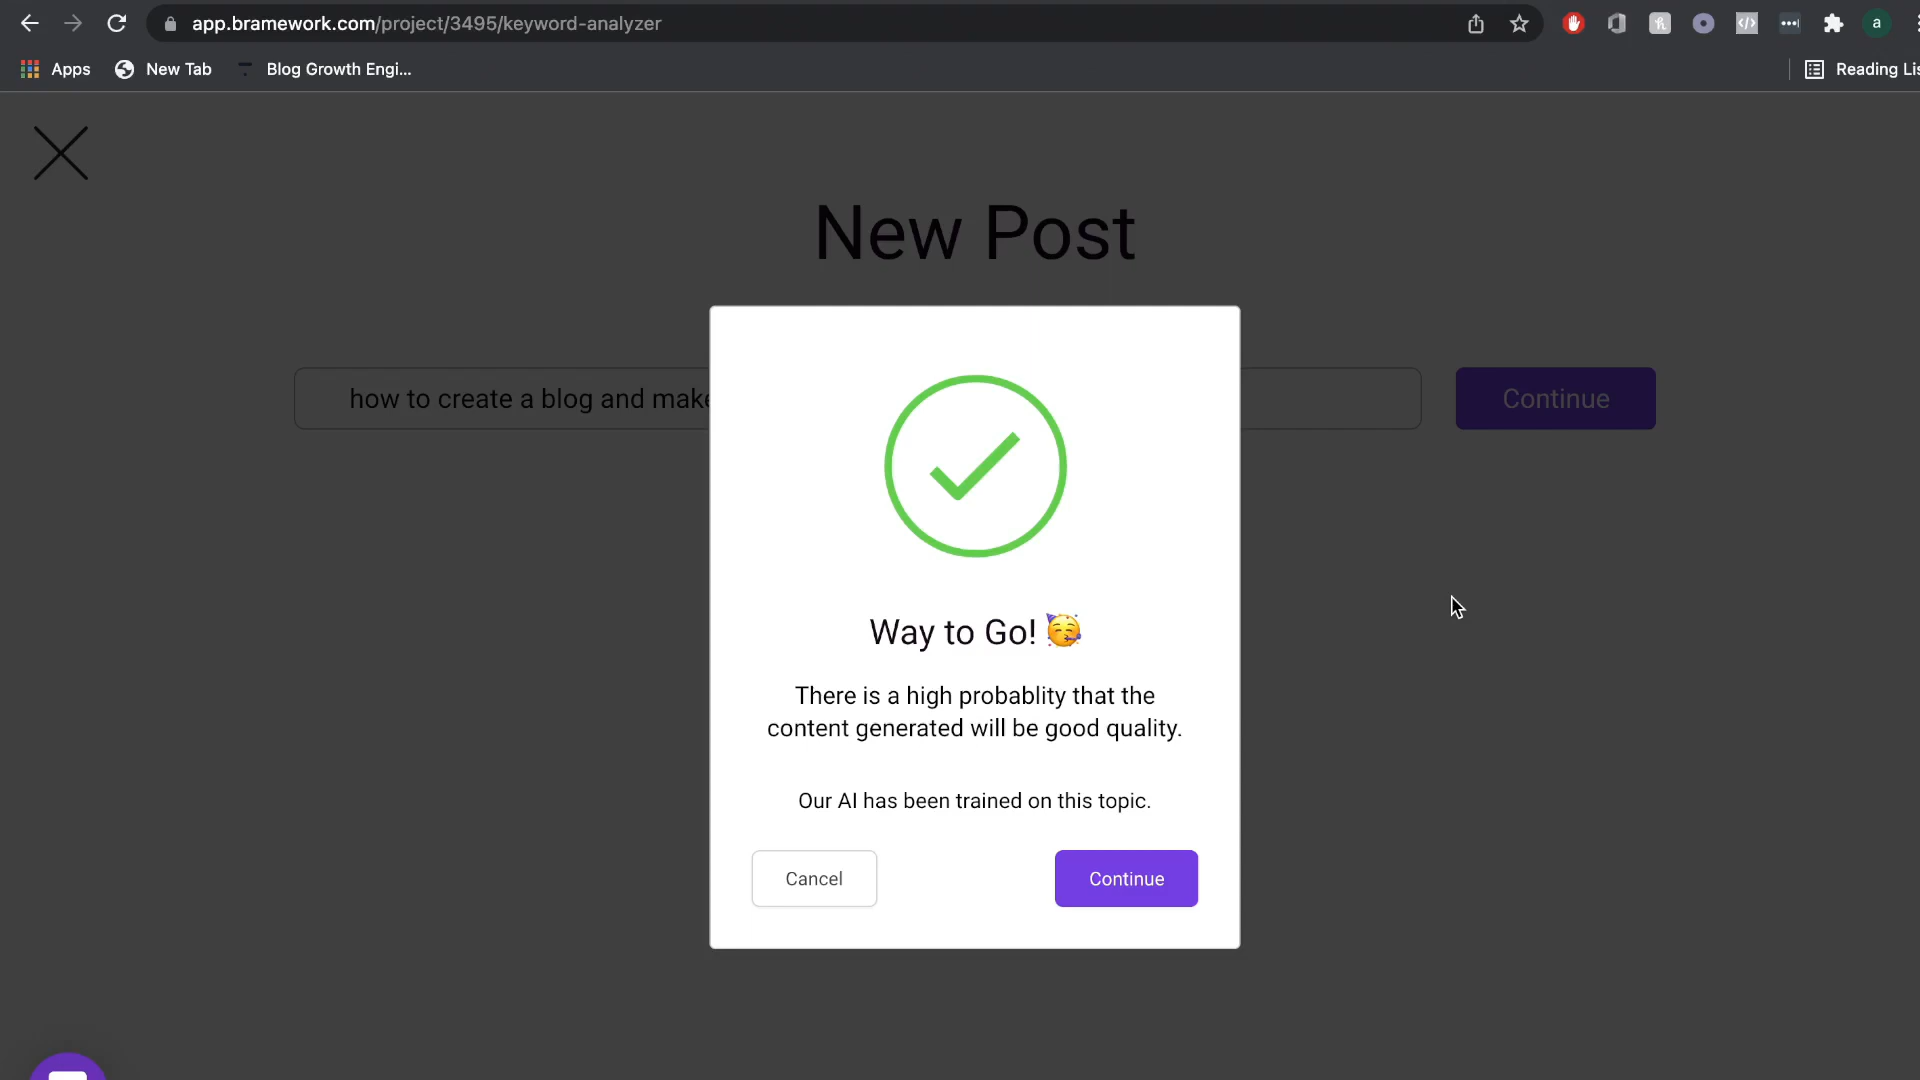 app.bramework.com/project/3495/keyword-analyzer
a
Apps
New Tab
Blog Growth Engi...
Reading Lis
New Post
how to create a blog and make
Continue
Way to Go! 🥳
There is a high probablity that the
content generated will be good quality.
Our AI has been trained on this topic.
Cancel
Continue